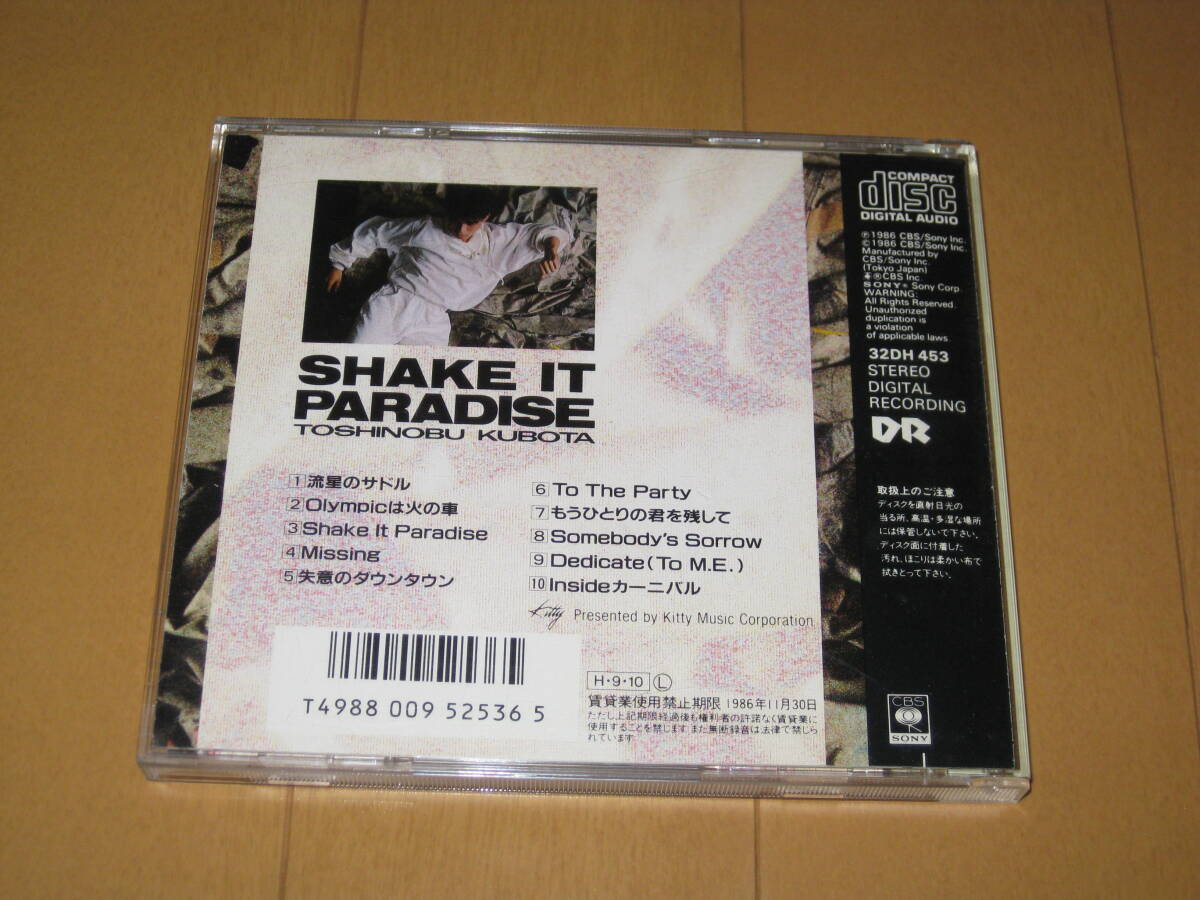 SHAKE IT
PARADISE
TOSHINOBU KUBOTA
1 流星のサドル
2 Olympicは火の車
3 Shake It Paradise
4 Missing
5 失意のダウンタウン
6 To The Party
7 もうひとりの君を残して
8 Somebody's Sorrow
9 Dedicate (To M.E.)
10 Insideカーニバル
Kitty Presented by Kitty Music Corporation
T4988 009 52536 5
H・9・10 L
賃貸業使用禁止期限 1986年11月30日
ただし上記期限経過後も権利者の許諾なく賃貸業に
使用することを禁じます また無断録音は法律で禁じら
れています
COMPACT
disc
DIGITAL AUDIO
℗1986 CBS/Sony Inc.
©1986 CBS/Sony Inc.
Manufactured by
CBS/Sony Inc.
(Tokyo Japan)
®CBS Inc.
SONY® Sony Corp.
WARNING:
All Rights Reserved.
Unauthorized
duplication is
a violation
of applicable laws.
32DH 453
STEREO
DIGITAL
RECORDING
DR
取扱上のご注意
ディスクを直射日光の
当る所、高温・多湿な場所
には保管しないで下さい。
ディスク面に付着した
汚れ、ほこりは柔かい布で
拭きとって下さい。
CBS
SONY